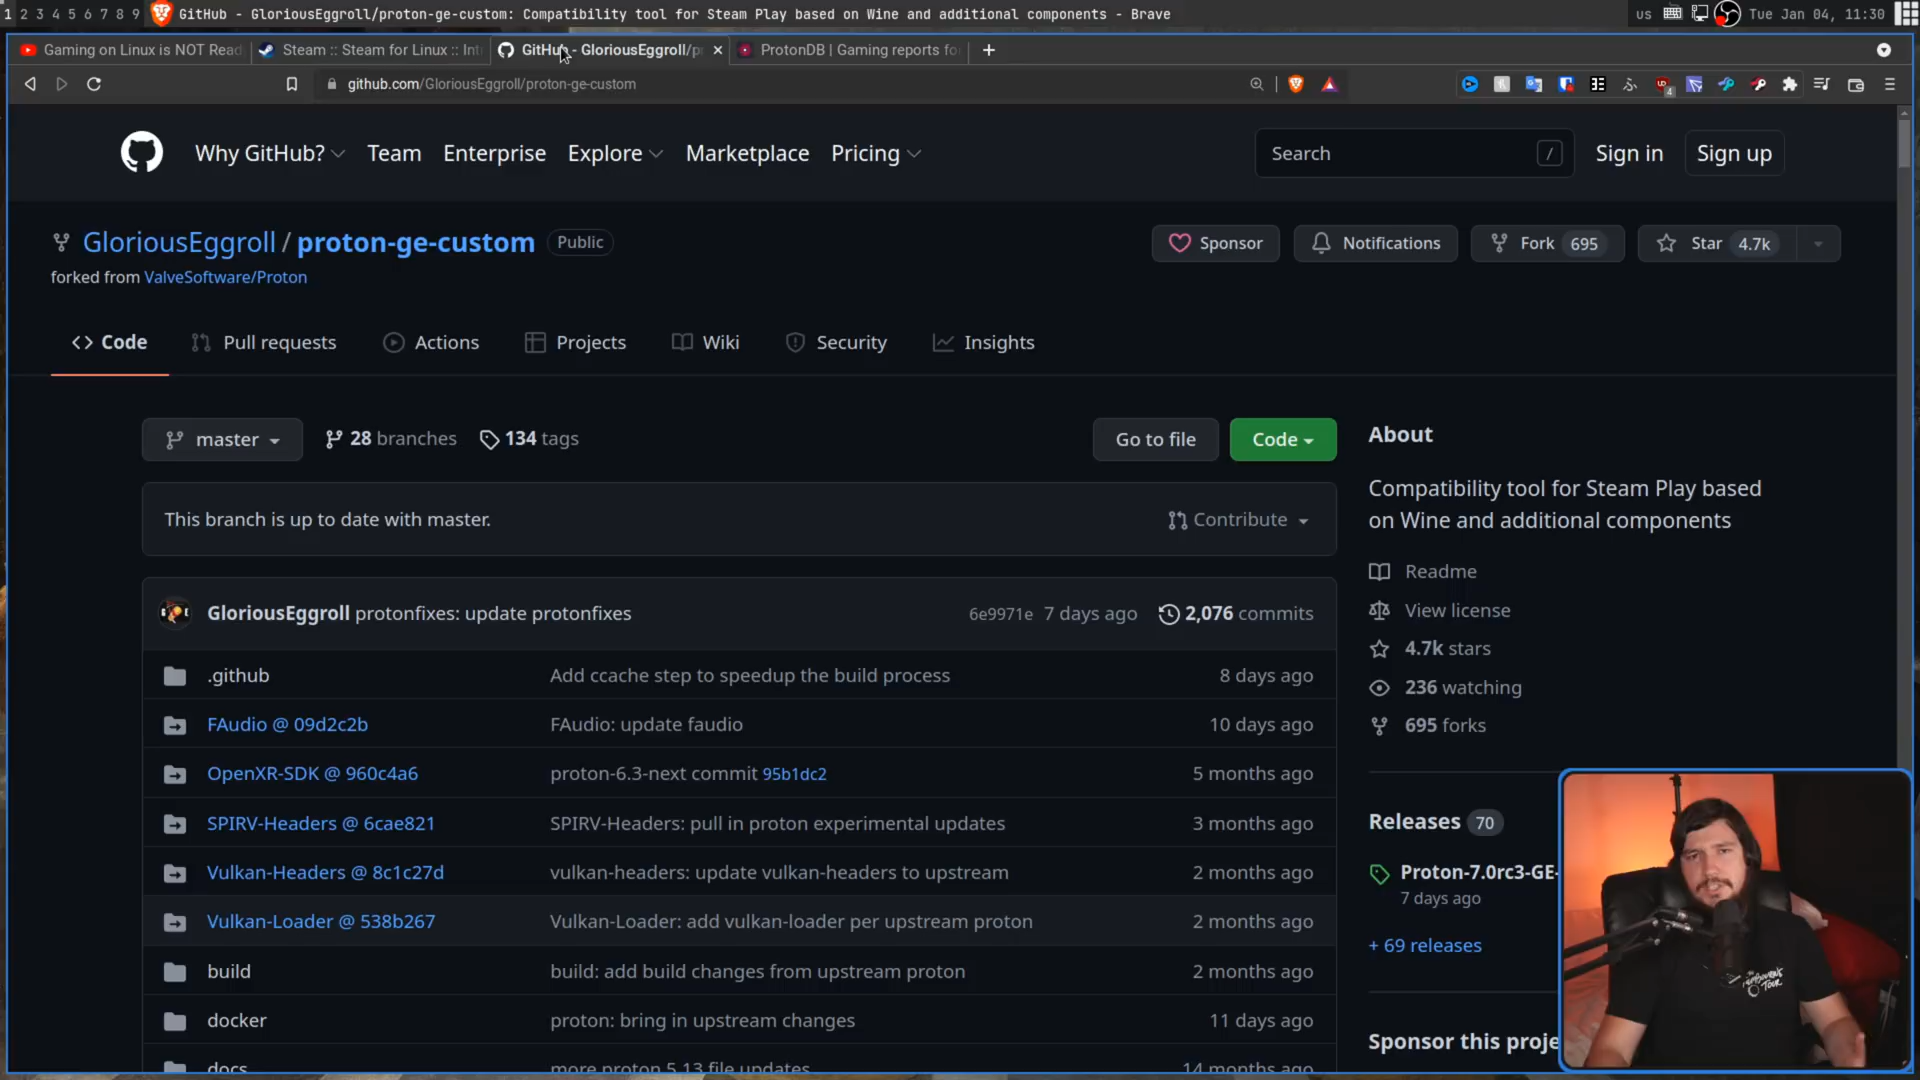 1 2 3 4 5 6 7 8 9 GitHub - GloriousEggroll/proton-ge-custom: Compatibility tool for Steam Play based on Wine and additional components - Brave
us Tue Jan 04, 11:30
Gaming on Linux is NOT Read
Steam :: Steam for Linux :: Int
GitHub - GloriousEggroll/p
ProtonDB | Gaming reports fo
github.com/GloriousEggroll/proton-ge-custom
4
Why GitHub? Team Enterprise Explore Marketplace Pricing
Search /
Sign in
Sign up
GloriousEggroll / proton-ge-custom Public
Sponsor
Notifications
Fork 695
Star 4.7k
forked from ValveSoftware/Proton
Code Pull requests Actions Projects Wiki Security Insights
master 28 branches 134 tags
Go to file
Code
This branch is up to date with master.
Contribute
GloriousEggroll protonfixes: update protonfixes 6e9971e 7 days ago 2,076 commits
.github Add ccache step to speedup the build process 8 days ago
FAudio @ 09d2c2b FAudio: update faudio 10 days ago
OpenXR-SDK @ 960c4a6 proton-6.3-next commit 95b1dc2 5 months ago
SPIRV-Headers @ 6cae821 SPIRV-Headers: pull in proton experimental updates 3 months ago
Vulkan-Headers @ 8c1c27d vulkan-headers: update vulkan-headers to upstream 2 months ago
Vulkan-Loader @ 538b267 Vulkan-Loader: add vulkan-loader per upstream proton 2 months ago
build build: add build changes from upstream proton 2 months ago
docker proton: bring in upstream changes 11 days ago
docs more proton 5.13 file updates 14 months ago
About
Compatibility tool for Steam Play based
on Wine and additional components
Readme
View license
4.7k stars
236 watching
695 forks
Releases 70
Proton-7.0rc3-GE-
7 days ago
+ 69 releases
Sponsor this proje